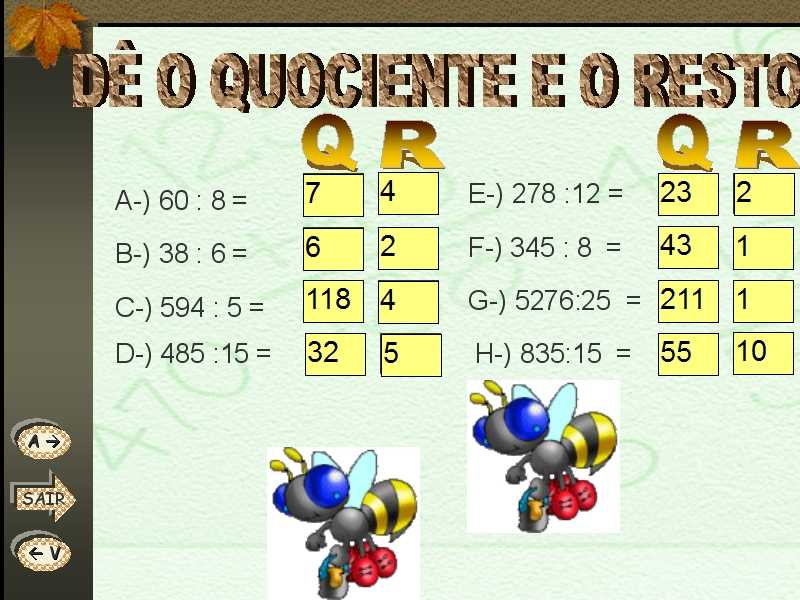 DÊ O QUOCIENTE E O RESTO
Q R Q R
A-) 60 : 8 = 7 4 E-) 278 :12 = 23 2
B-) 38 : 6 = 6 2 F-) 345 : 8 = 43 1
C-) 594 : 5 = 118 4 G-) 5276:25 = 211 1
D-) 485 :15 = 32 5 H-) 835:15 = 55 10
A →
SAIR
← V